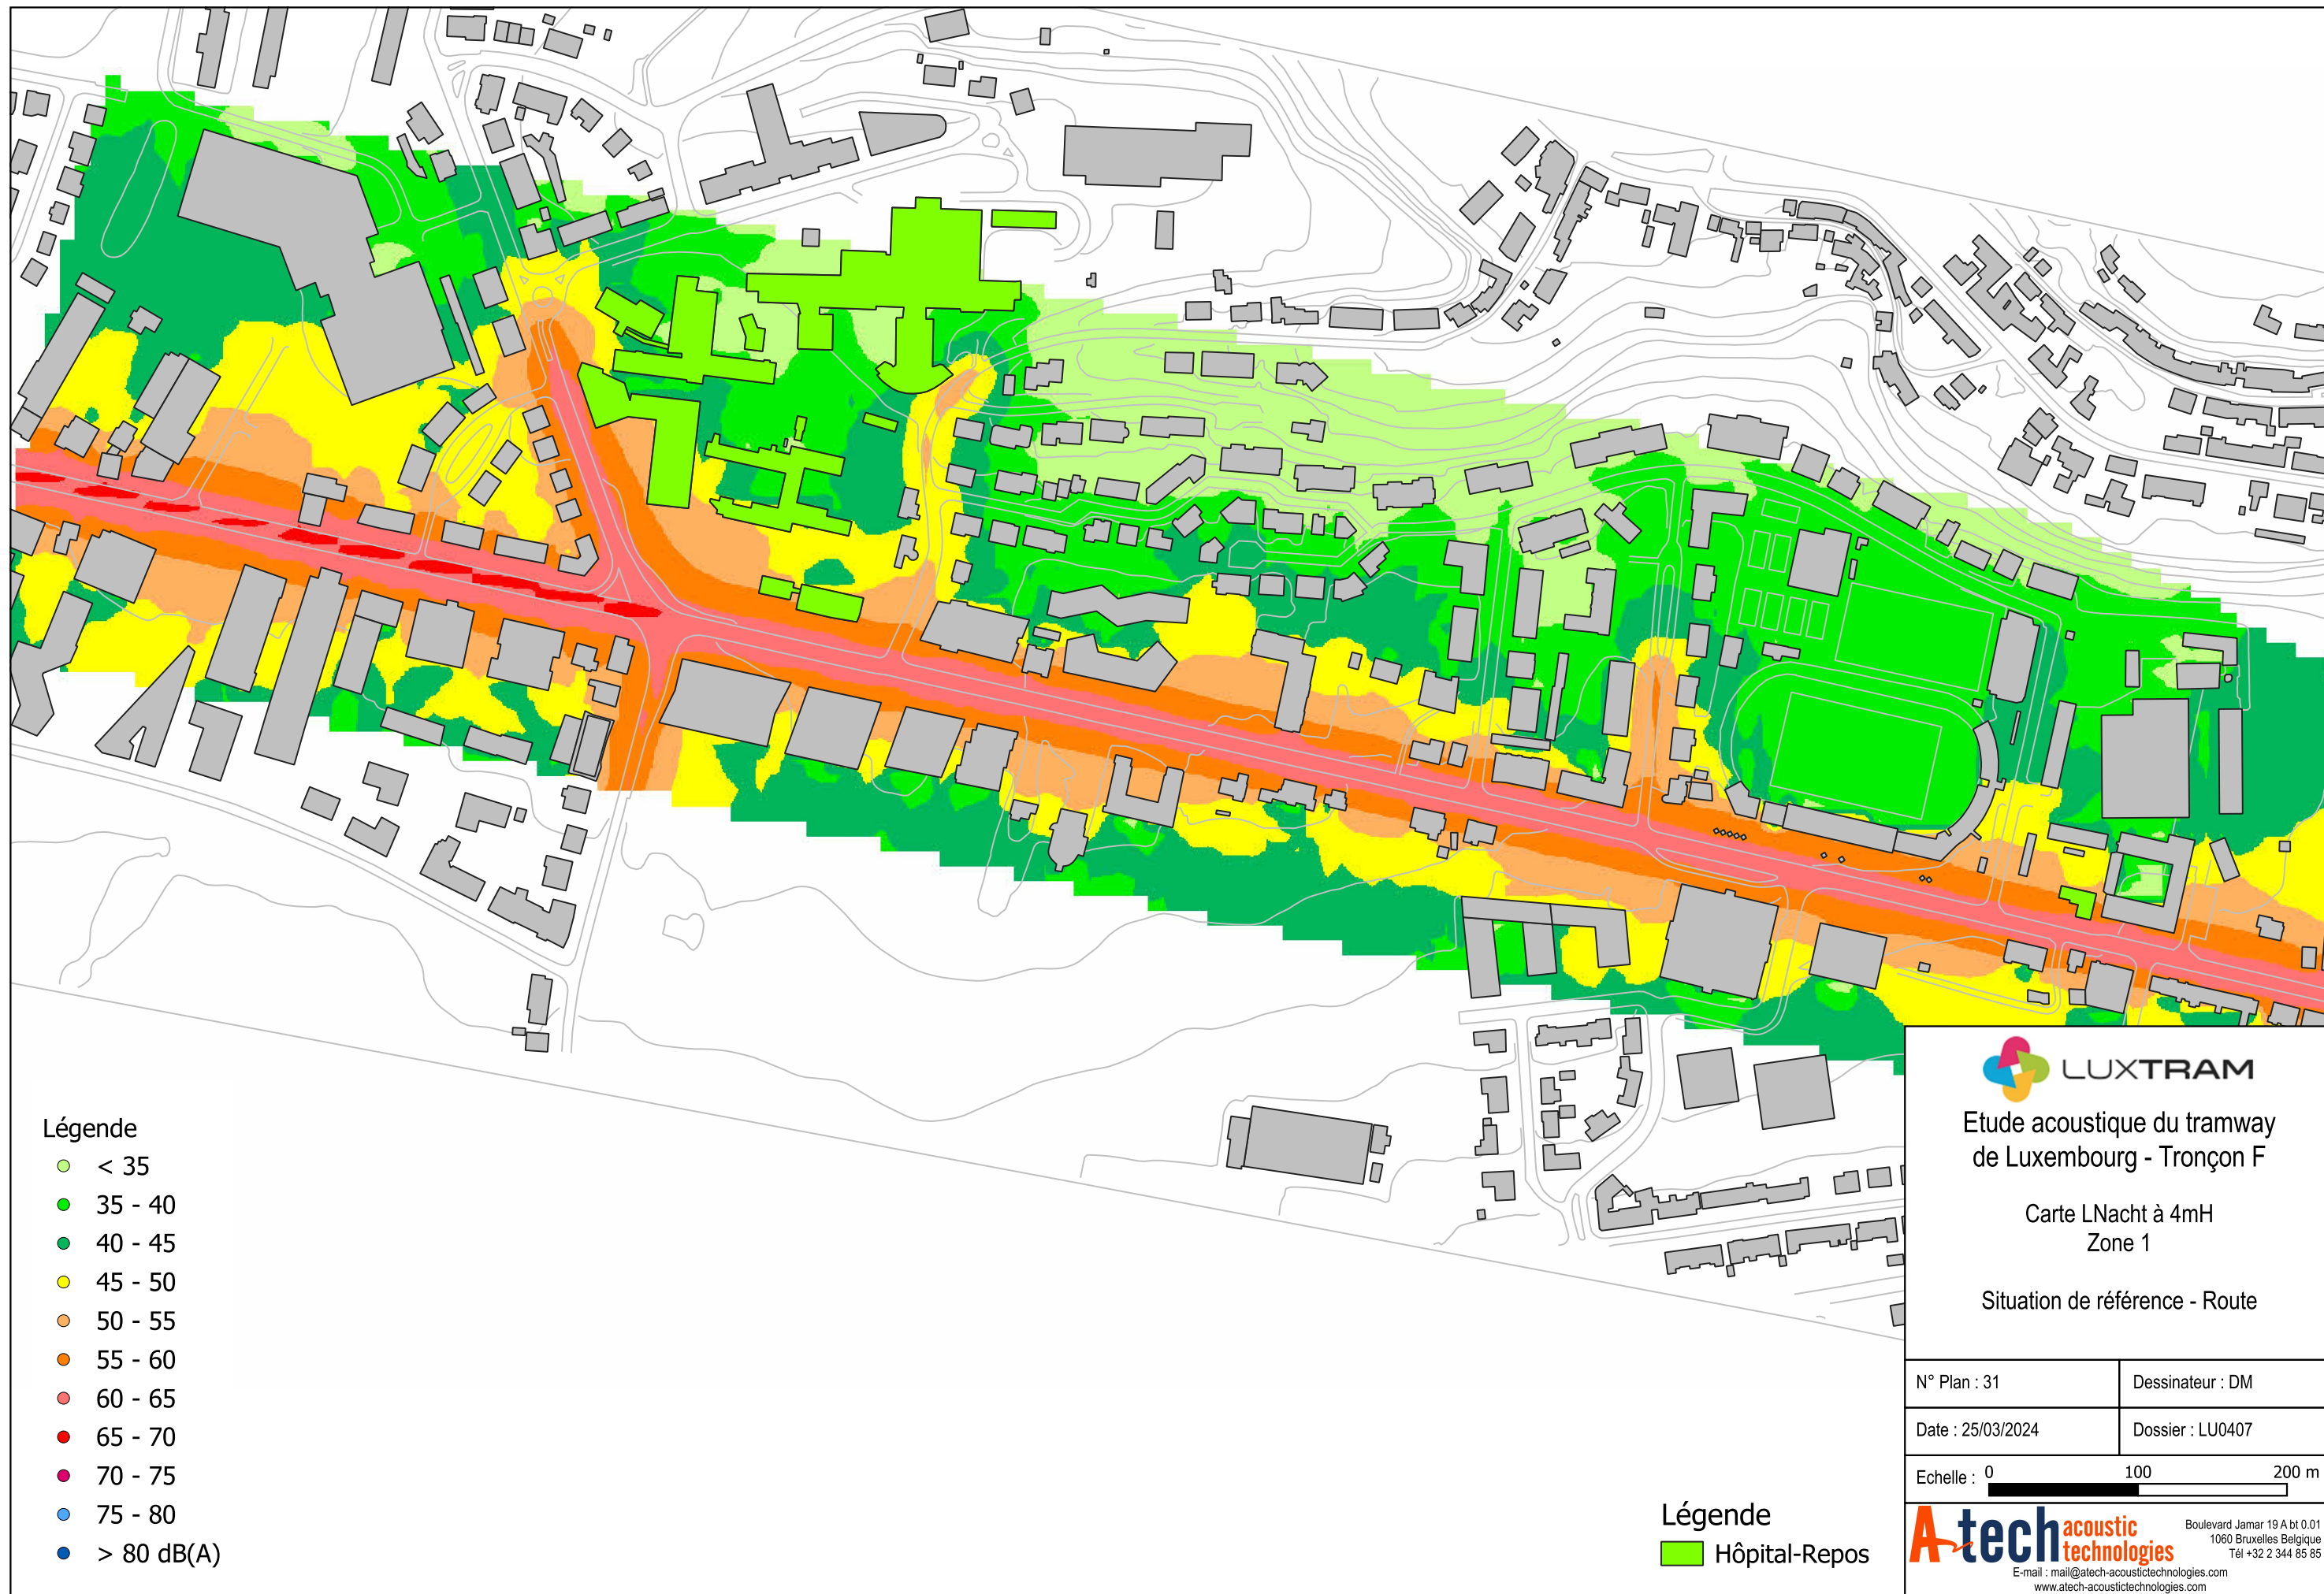 Légende
< 35
35 - 40
40 - 45
45 - 50
50 - 55
55 - 60
60 - 65
65 - 70
70 - 75
75 - 80
> 80 dB(A)
Légende
Hôpital-Repos
LUXTRAM
Etude acoustique du tramway
de Luxembourg - Tronçon F
Carte LNacht à 4mH
Zone 1
Situation de référence - Route
N° Plan : 31
Dessinateur : DM
Date : 25/03/2024
Dossier : LU0407
Echelle : 0 100 200 m
A-tech acoustic technologies
Boulevard Jamar 19 A bt 0.01
1060 Bruxelles Belgique
Tél +32 2 344 85 85
E-mail : mail@atech-acoustictechnologies.com
www.atech-acoustictechnologies.com